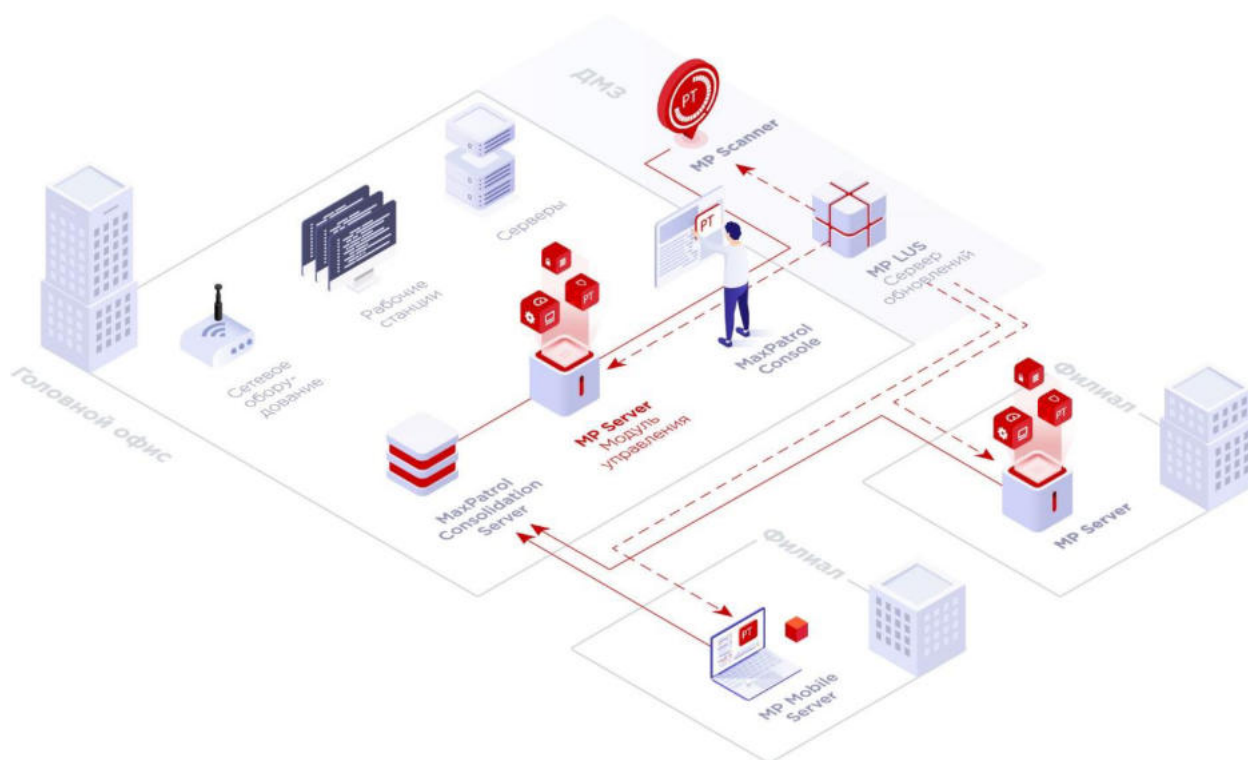 ДМЗ
PT
MP Scanner
Серверы
PT
MP LUS
Сервер
обновлений
Рабочие
станции
MaxPatrol
Console
Сетевое
обору-
дование
Головной офис
PT
MP Server
Модуль
управления
MaxPatrol
Consolidation
Server
Филиал
PT
MP Server
Филиал
PT
MP Mobile
Server